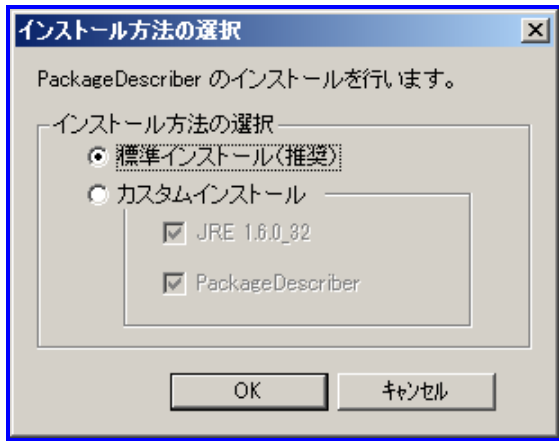 インストール方法の選択
PackageDescriber のインストールを行います。
インストール方法の選択
標準インストール(推奨)
カスタムインストール
JRE 1.6.0_32
PackageDescriber
OK
キャンセル